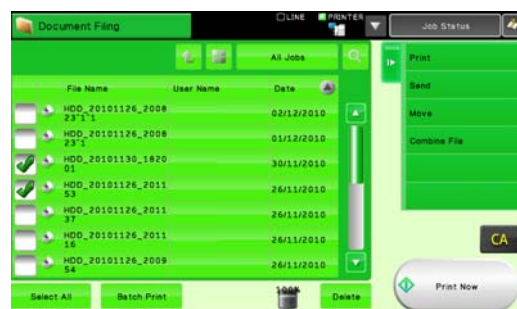 Document Filing
LINE PRINTER
Job Status
All Jobs
File Name User Name Date
HDD_20101126_2008
23~1~1
02/12/2010
HDD_20101126_2008
23~1
01/12/2010
HDD_20101130_1820
01
30/11/2010
HDD_20101126_2011
53
26/11/2010
HDD_20101126_2011
37
26/11/2010
HDD_20101126_2011
16
26/11/2010
HDD_20101126_2009
54
26/11/2010
Select All
Batch Print
100%
Delete
Print
Send
Move
Combine File
CA
Print Now